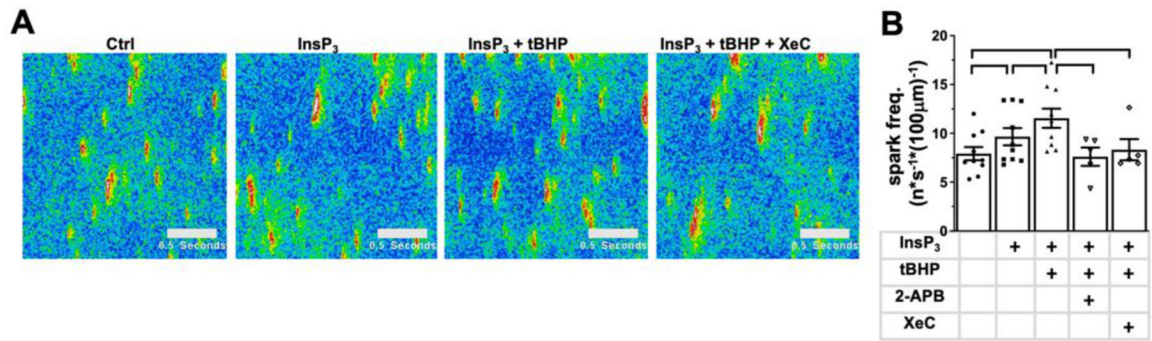 A
Ctrl
InsP₃
InsP₃ + tBHP
InsP₃ + tBHP + XeC
0.5 Seconds
0.5 Seconds
0.5 Seconds
0.5 Seconds
B
spark freq.
(n*s⁻¹*(100µm)⁻¹)
20
15
10
5
0
InsP₃ + + + +
tBHP + + +
2-APB +
XeC +